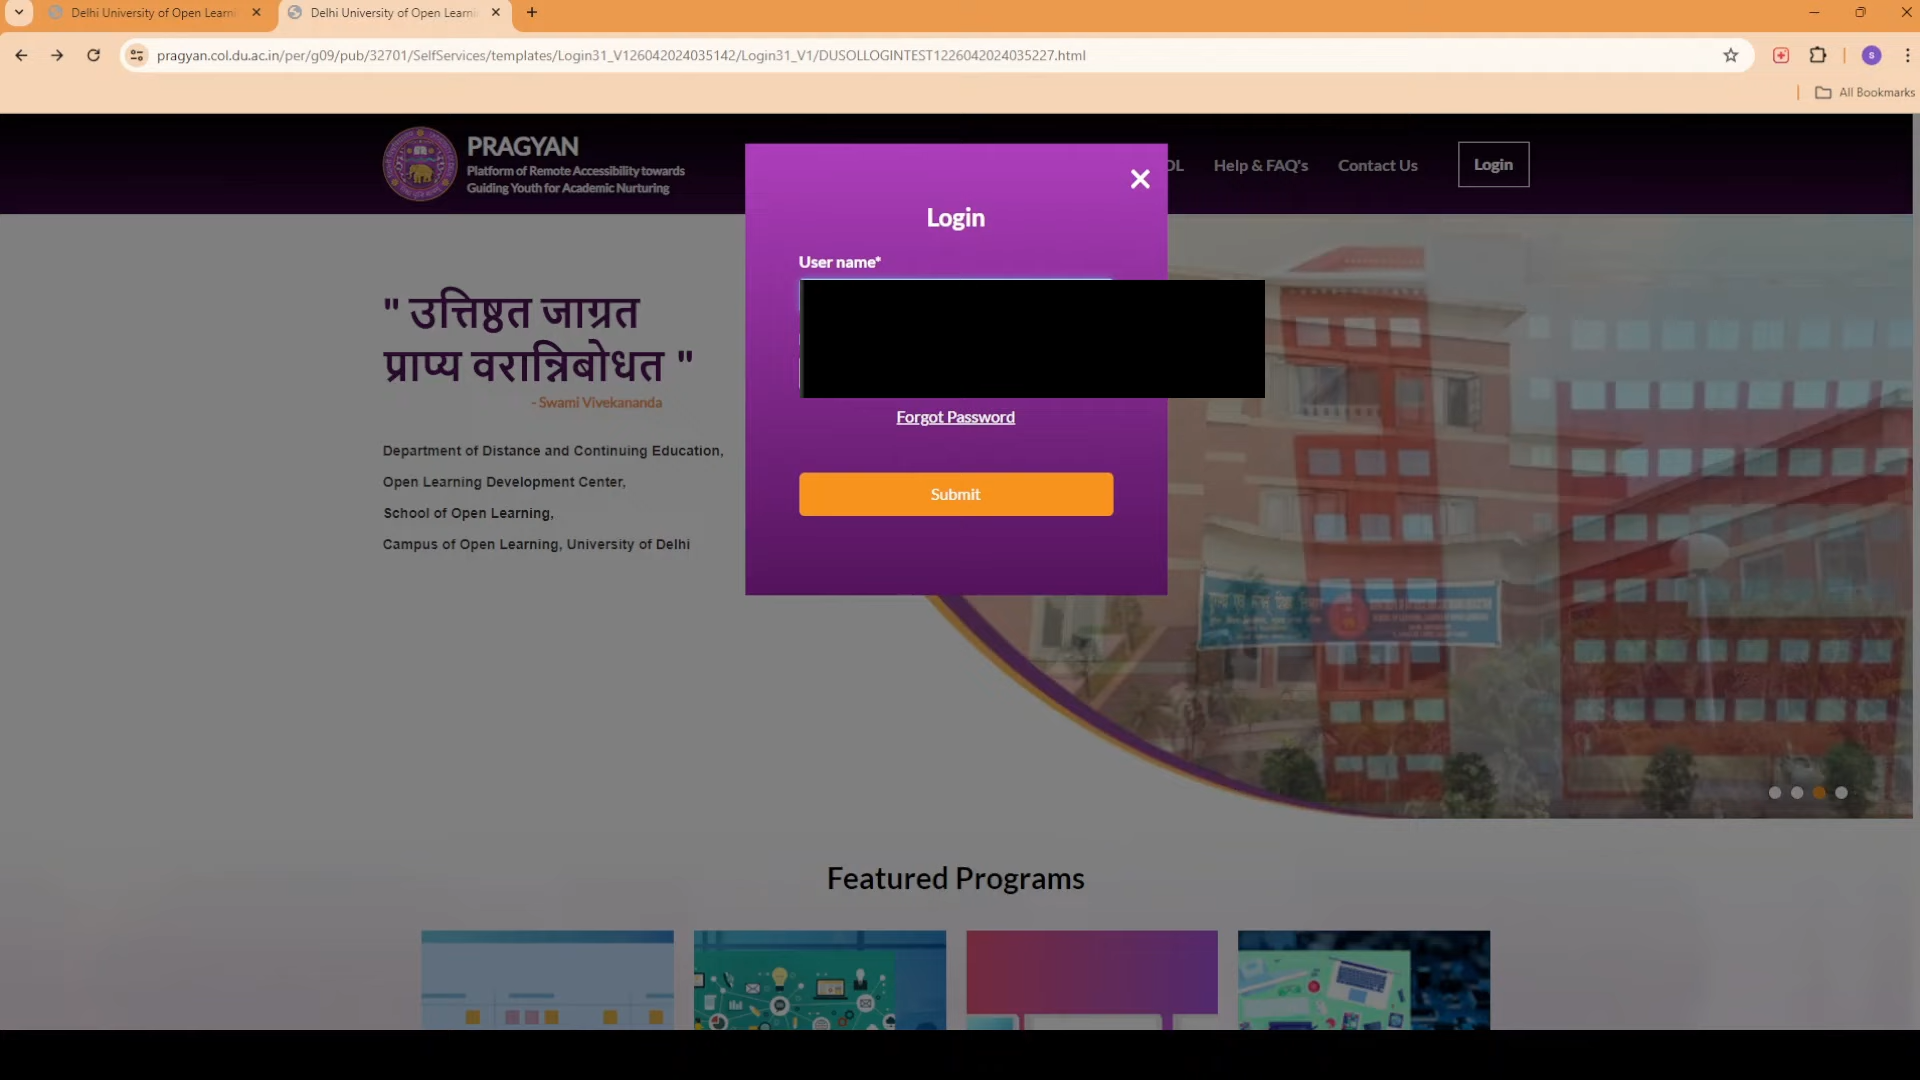 Delhi University of Open Learni
Delhi University of Open Learni
pragyan.col.du.ac.in/per/g09/pub/32701/SelfServices/templates/Login31_V126042024035142/Login31_V1/DUSOLLOGINTEST1226042024035227.html
S
All Bookmarks
PRAGYAN
Platform of Remote Accessibility towards
Guiding Youth for Academic Nurturing
OL
Help & FAQ's
Contact Us
Login
Login
User name*
Forgot Password
Submit
" उत्तिष्ठत जाग्रत
प्राप्य वरान्निबोधत "
- Swami Vivekananda
Department of Distance and Continuing Education,
Open Learning Development Center,
School of Open Learning,
Campus of Open Learning, University of Delhi
Featured Programs